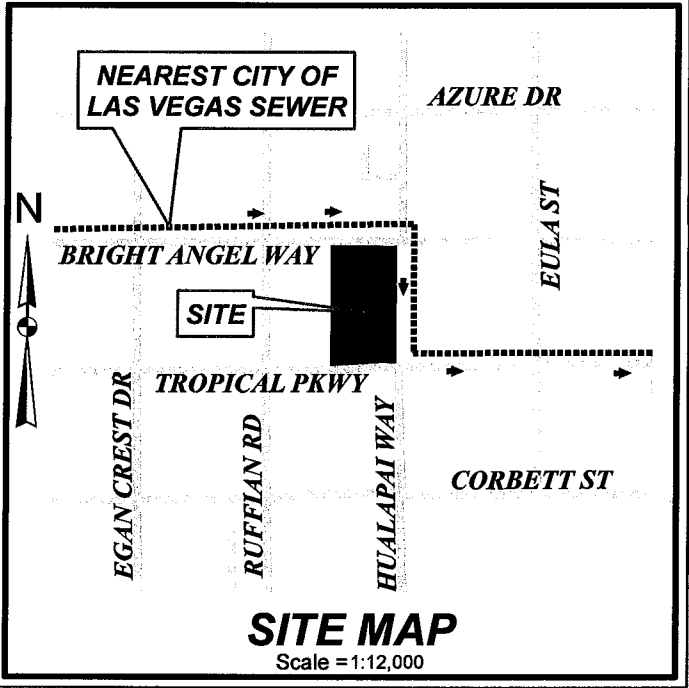 NEAREST CITY OF
LAS VEGAS SEWER
AZURE DR
N
EULA ST
BRIGHT ANGEL WAY
SITE
TROPICAL PKWY
EGAN CREST DR
RUFFIAN RD
HUALAPAI WAY
CORBETT ST
SITE MAP
Scale = 1:12,000